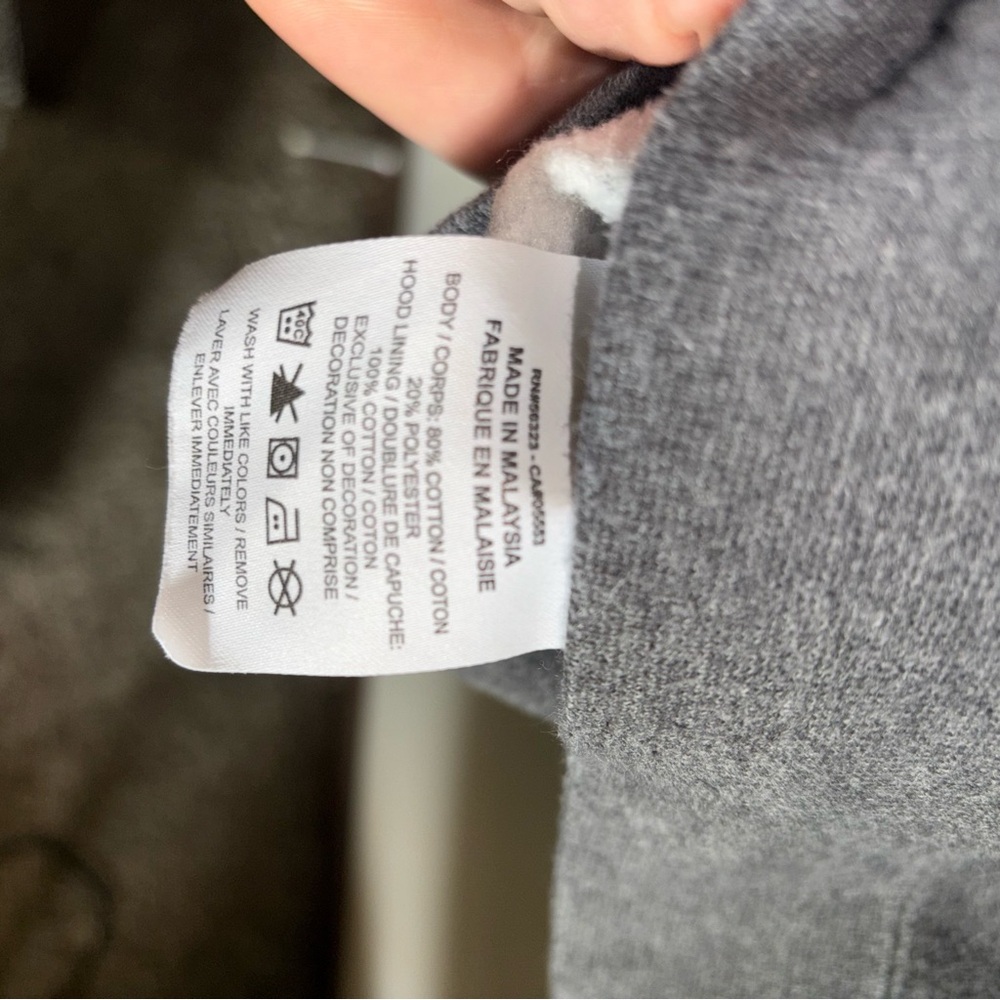 RN#56323 - CA#05553
MADE IN MALAYSIA
FABRIQUE EN MALAISIE
BODY / CORPS: 80% COTTON / COTON
20% POLYESTER
HOOD LINING / DOUBLURE DE CAPUCHE:
100% COTTON / COTON
EXCLUSIVE OF DECORATION /
DECORATION NON COMPRISE
40C
WASH WITH LIKE COLORS / REMOVE
IMMEDIATELY
LAVER AVEC COULEURS SIMILAIRES /
ENLEVER IMMEDIATEMENT